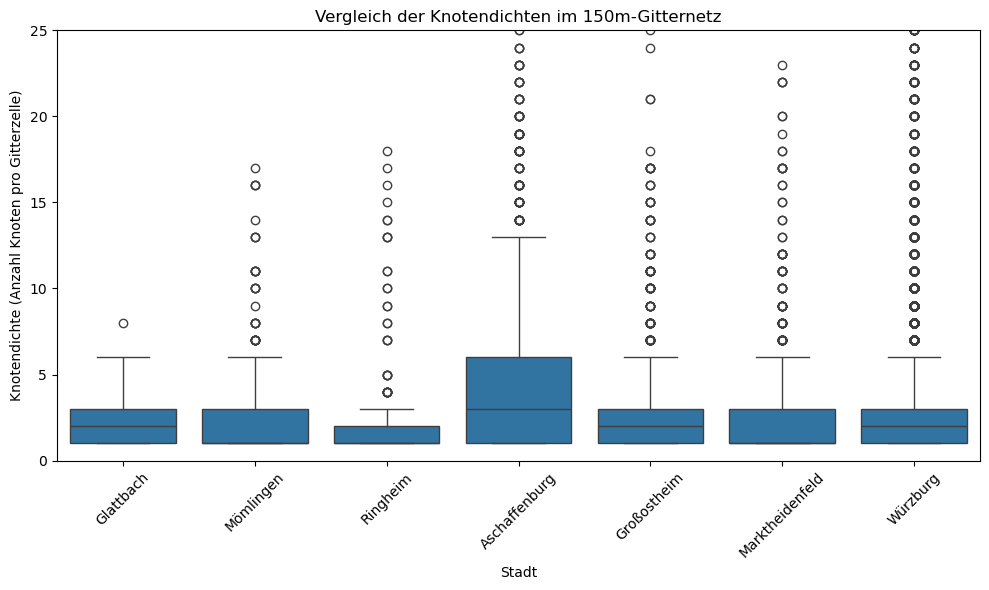 Vergleich der Knotendichten im 150m-Gitternetz
Knotendichte (Anzahl Knoten pro Gitterzelle)
25
20
15
10
5
0
Glattbach
Mömlingen
Ringheim
Aschaffenburg
Großostheim
Marktheidenfeld
Würzburg
Stadt